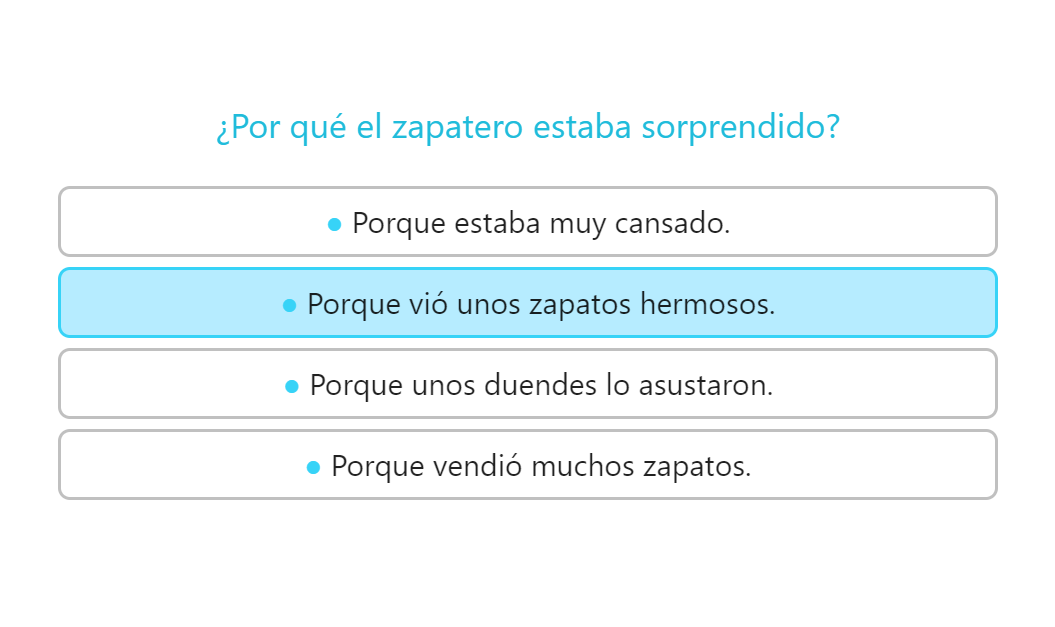 ¿Por qué el zapatero estaba sorprendido?
● Porque estaba muy cansado.
● Porque vió unos zapatos hermosos.
● Porque unos duendes lo asustaron.
● Porque vendió muchos zapatos.